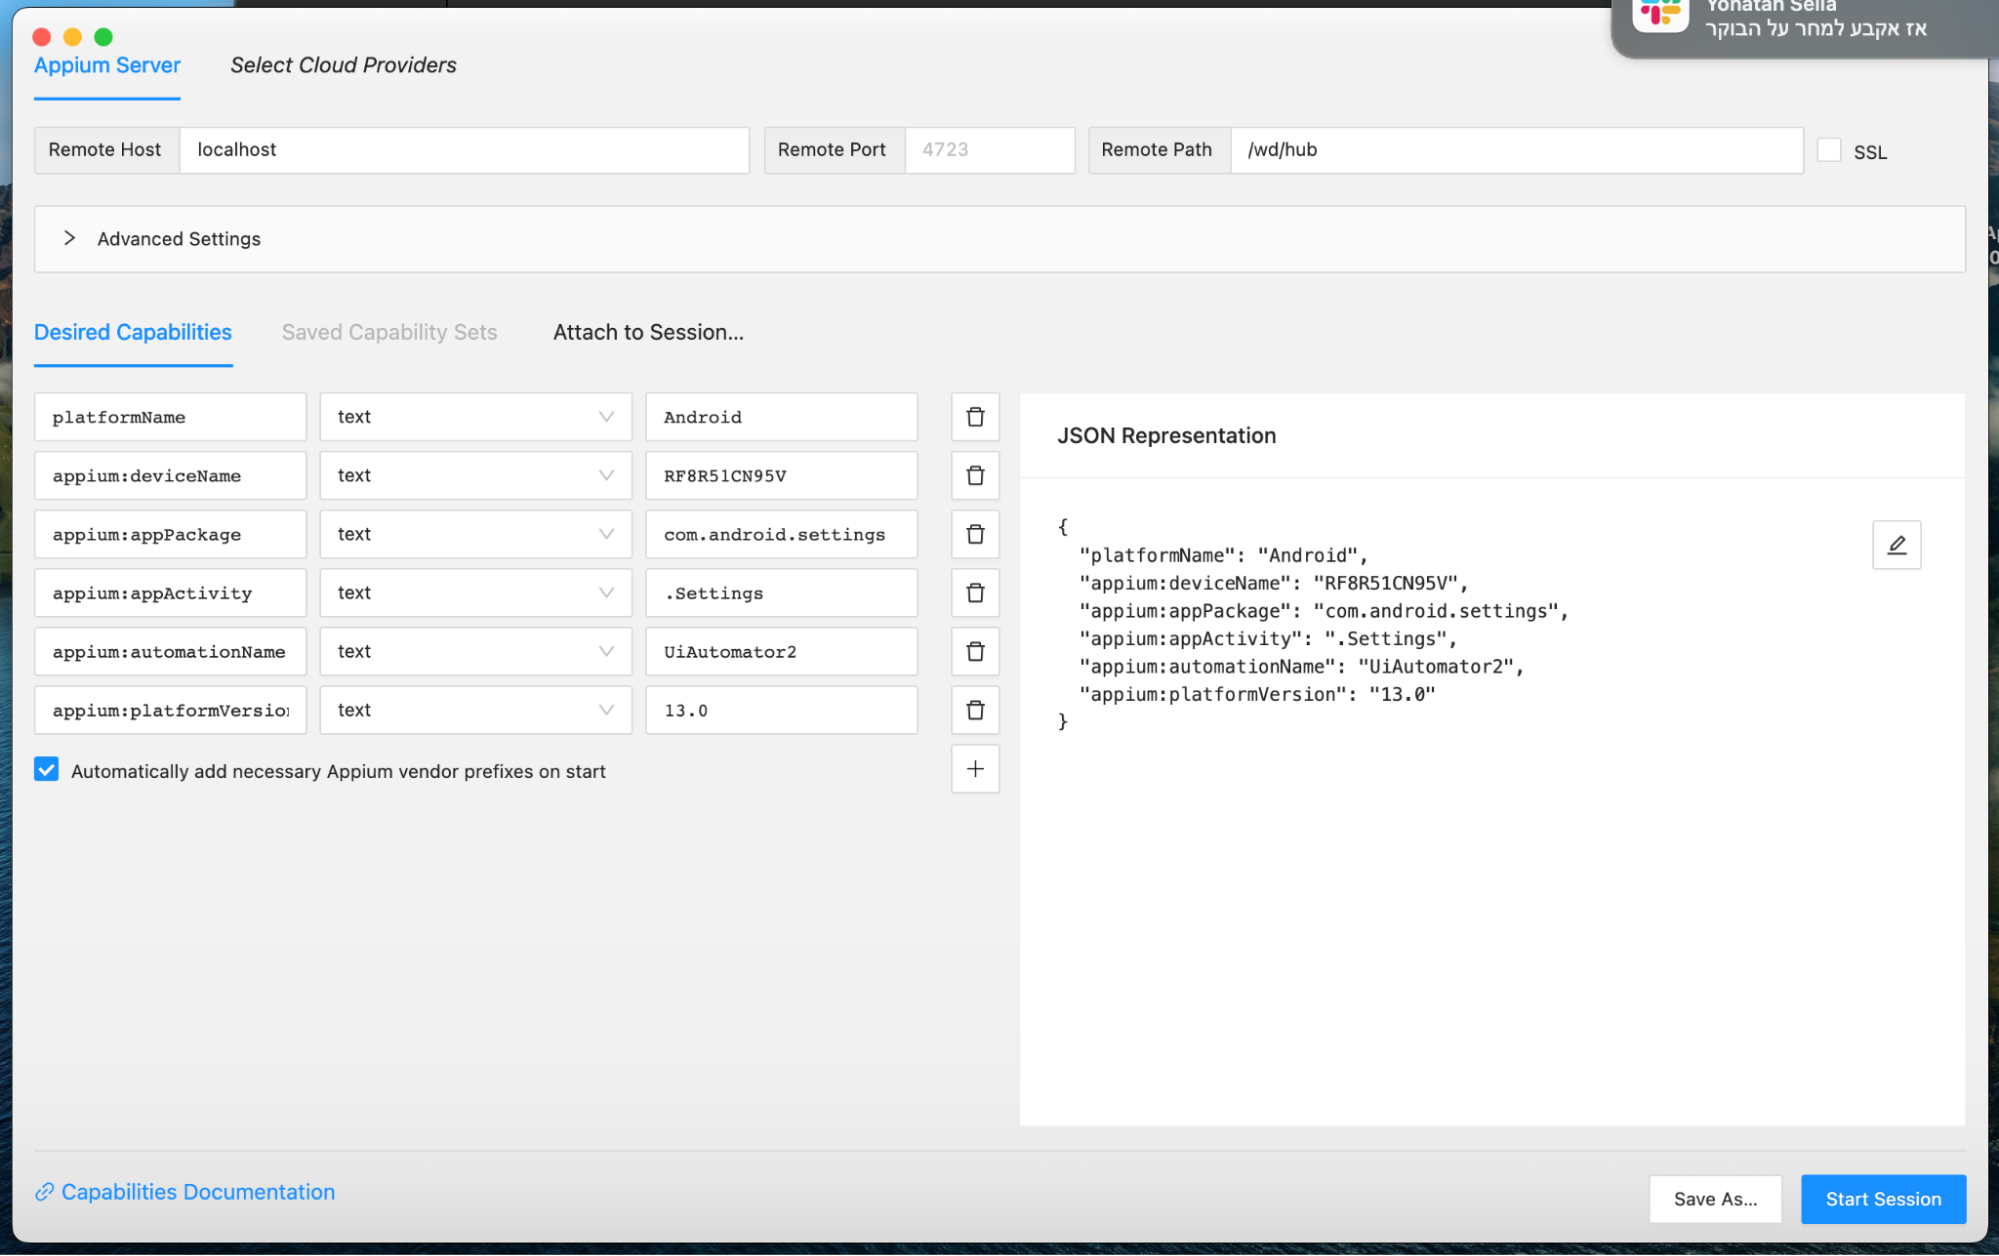 Yonatan Sella
אז אקבע למחר על הבוקר
Appium Server
Select Cloud Providers
Remote Host
localhost
Remote Port
4723
Remote Path
/wd/hub
SSL
Advanced Settings
Desired Capabilities
Saved Capability Sets
Attach to Session...
platformName
text
Android
appium:deviceName
text
RF8R51CN95V
appium:appPackage
text
com.android.settings
appium:appActivity
text
.Settings
appium:automationName
text
UiAutomator2
appium:platformVersion
text
13.0
Automatically add necessary Appium vendor prefixes on start
JSON Representation
{
"platformName": "Android",
"appium:deviceName": "RF8R51CN95V",
"appium:appPackage": "com.android.settings",
"appium:appActivity": ".Settings",
"appium:automationName": "UiAutomator2",
"appium:platformVersion": "13.0"
}
Capabilities Documentation
Save As...
Start Session